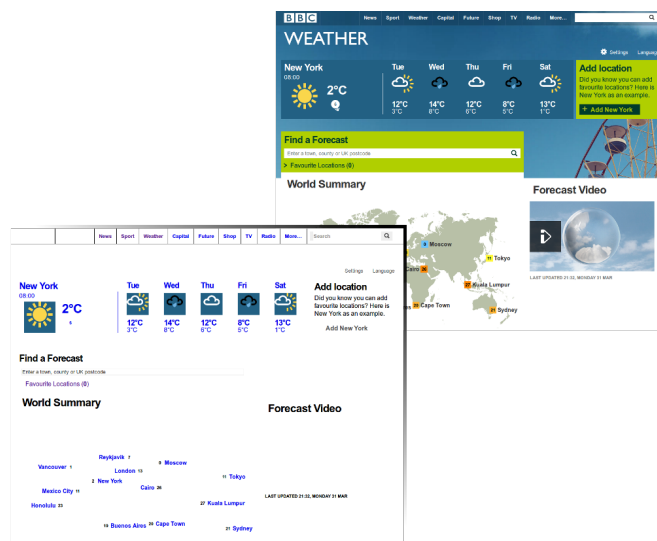 BBC News Sport Weather Capital Future Shop TV Radio More...
WEATHER
Settings Language
New York
08:00
2°C
Tue Wed Thu Fri Sat
12°C 14°C 12°C 8°C 13°C
3°C 8°C 6°C 5°C 1°C
Add location
Did you know you can add
favourite locations? Here is
New York as an example.
+ Add New York
Find a Forecast
Enter a town, county or UK postcode
> Favourite Locations (0)
World Summary
Forecast Video
Moscow
11 Tokyo
Cairo 26
27 Kuala Lumpur
Cape Town
21 Sydney
LAST UPDATED 21:32, MONDAY 31 MAR
News Sport Weather Capital Future Shop TV Radio More... Search
Settings Language
New York
08:00
2°C
Tue Wed Thu Fri Sat
12°C 14°C 12°C 8°C 13°C
3°C 8°C 6°C 5°C 1°C
Add location
Did you know you can add
favourite locations? Here is
New York as an example.
Add New York
Find a Forecast
Enter a town, county or UK postcode
Favourite Locations (0)
World Summary
Forecast Video
Reykjavik 7
Vancouver 1
Moscow
London 13
2 New York
Cairo 26
11 Tokyo
Mexico City
Honolulu 23
27 Kuala Lumpur
Buenos Aires
Cape Town
21 Sydney
LAST UPDATED 21:32, MONDAY 31 MAR